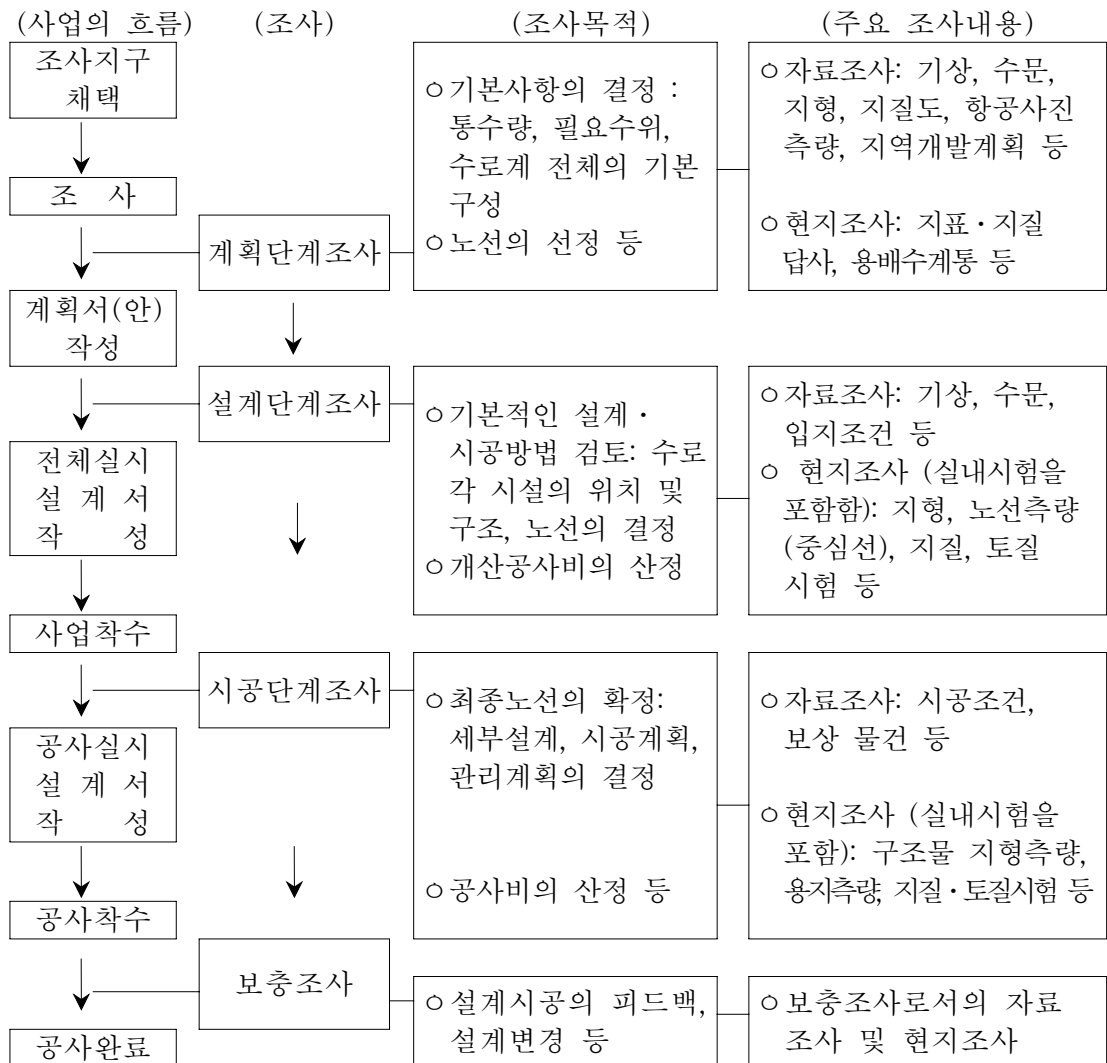 (사업의 흐름)
(조사)
(조사목적)
(주요 조사내용)
조사지구
채택
조 사
계획서(안)
작성
전체실시
설 계 서
작 성
사업착수
공사실시
설 계 서
작 성
공사착수
공사완료
계획단계조사
설계단계조사
시공단계조사
보충조사
ㅇ기본사항의 결정 :
통수량, 필요수위,
수로계 전체의 기본
구성
ㅇ노선의 선정 등
ㅇ기본적인 설계・
시공방법 검토: 수로
각 시설의 위치 및
구조, 노선의 결정
ㅇ개산공사비의 산정
ㅇ최종노선의 확정:
세부설계, 시공계획,
관리계획의 결정
ㅇ공사비의 산정 등
ㅇ설계시공의 피드백,
설계변경 등
ㅇ자료조사: 기상, 수문,
지형, 지질도, 항공사진
측량, 지역개발계획 등
ㅇ현지조사: 지표・지질
답사, 용배수계통 등
ㅇ자료조사: 기상, 수문,
입지조건 등
ㅇ 현지조사 (실내시험을
포함함): 지형, 노선측량
(중심선), 지질, 토질
시험 등
ㅇ자료조사: 시공조건,
보상 물건 등
ㅇ현지조사 (실내시험을
포함): 구조물 지형측량,
용지측량, 지질・토질시험 등
ㅇ보충조사로서의 자료
조사 및 현지조사